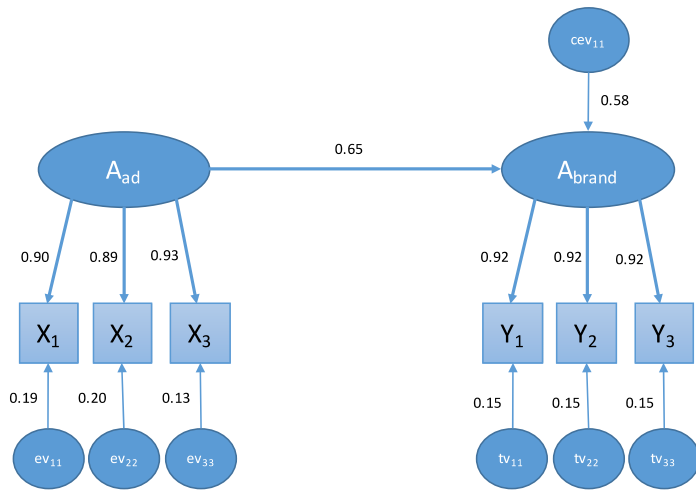 cev₁₁
0.58
0.65
A_ad
A_brand
0.90
0.89
0.93
0.92
0.92
0.92
X₁
X₂
X₃
Y₁
Y₂
Y₃
0.19
0.20
0.13
0.15
0.15
0.15
ev₁₁
ev₂₂
ev₃₃
tv₁₁
tv₂₂
tv₃₃